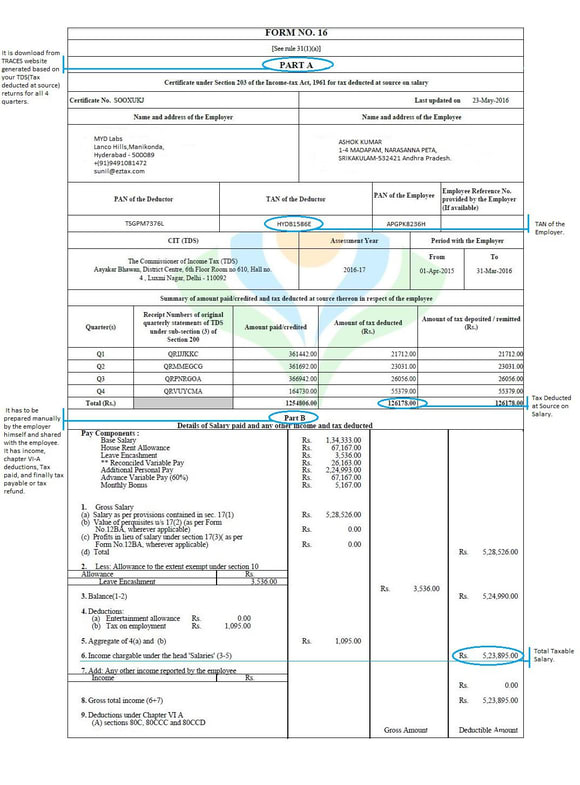 FORM NO. 16
[See rule 31(1)(a)]
It is download from
TRACES website
generated based on
your TDS(Tax
deducted at source)
returns for all 4
quarters.
PART A
Certificate under Section 203 of the Income-tax Act, 1961 for tax deducted at source on salary
Certificate No. SOOXUKJ Last updated on 23-May-2016
Name and address of the Employer Name and address of the Employee
MYD Labs
Lanco Hills,Manikonda,
Hyderabad - 500089
+(91)9491081472
sunil@eztax.com
ASHOK KUMAR
1-4 MADAPAM, NARASANNA PETA,
SRIKAKULAM-532421 Andhra Pradesh.
PAN of the Deductor TAN of the Deductor PAN of the Employee Employee Reference No.
provided by the Employer
(If available)
TSGPM7376L HYDB1586E APGPK8236H
TAN of the
Employer.
CIT (TDS) Assessment Year Period with the Employer
The Commissioner of Income Tax (TDS)
Aayakar Bhawan, District Centre, 6th Floor Room no 610, Hall no.
4 , Luxmi Nagar, Delhi - 110092
2016-17
From To
01-Apr-2015 31-Mar-2016
Summary of amount paid/credited and tax deducted at source thereon in respect of the employee
Quarter(s) Receipt Numbers of original
quarterly statements of TDS
under sub-section (3) of
Section 200
Amount paid/credited Amount of tax deducted
(Rs.)
Amount of tax deposited / remitted
(Rs.)
Q1 QRIJJKKC 361442.00 21712.00 21712.00
Q2 QRMMEGCG 361692.00 23031.00 23031.00
Q3 QRPNRGOA 366942.00 26056.00 26056.00
Q4 QRVUYCMA 164730.00 55379.00 55379.00
Total (Rs.) 1254806.00 126178.00 126178.00
Tax Deducted
at Source on
Salary.
It has to be
prepared manually
by the employer
himself and shared
with the employee.
It has income,
chapter VI-A
deductions, Tax
paid, and finally tax
payable or tax
refund.
Part B
Details of Salary paid and any other income and tax deducted
Pay Components :
Base Salary Rs. 1,34,333.00
House Rent Allowance Rs. 67,167.00
Leave Encashment Rs. 3,536.00
** Reconciled Variable Pay Rs. 26,163.00
Additional Personal Pay Rs. 2,24,993.00
Advance Variable Pay (60%) Rs. 67,167.00
Monthly Bonus Rs. 5,167.00
1. Gross Salary
(a) Salary as per provisions contained in sec. 17(1) Rs. 5,28,526.00
(b) Value of perquisites u/s 17(2) (as per Form
No.12BA, wherever applicable) Rs. 0.00
(c) Profits in lieu of salary under section 17(3)( as per
Form No.12BA, wherever applicable) Rs. 0.00
(d) Total Rs. 5,28,526.00
2. Less: Allowance to the extent exempt under section 10
Allowance Rs.
Leave Encashment 3,536.00
Rs. 3,536.00
3. Balance(1-2) Rs. 5,24,990.00
4. Deductions:
(a) Entertainment allowance Rs. 0.00
(b) Tax on employment Rs. 1,095.00
5. Aggregate of 4(a) and (b) Rs. 1,095.00
6. Income chargable under the head 'Salaries' (3-5) Rs. 5,23,895.00
Total Taxable
Salary.
7. Add: Any other income reported by the employee
Income Rs.
Rs. 0.00
8. Gross total income (6+7) Rs. 5,23,895.00
9. Deductions under Chapter VI A
(A) sections 80C, 80CCC and 80CCD
Gross Amount Deductible Amount